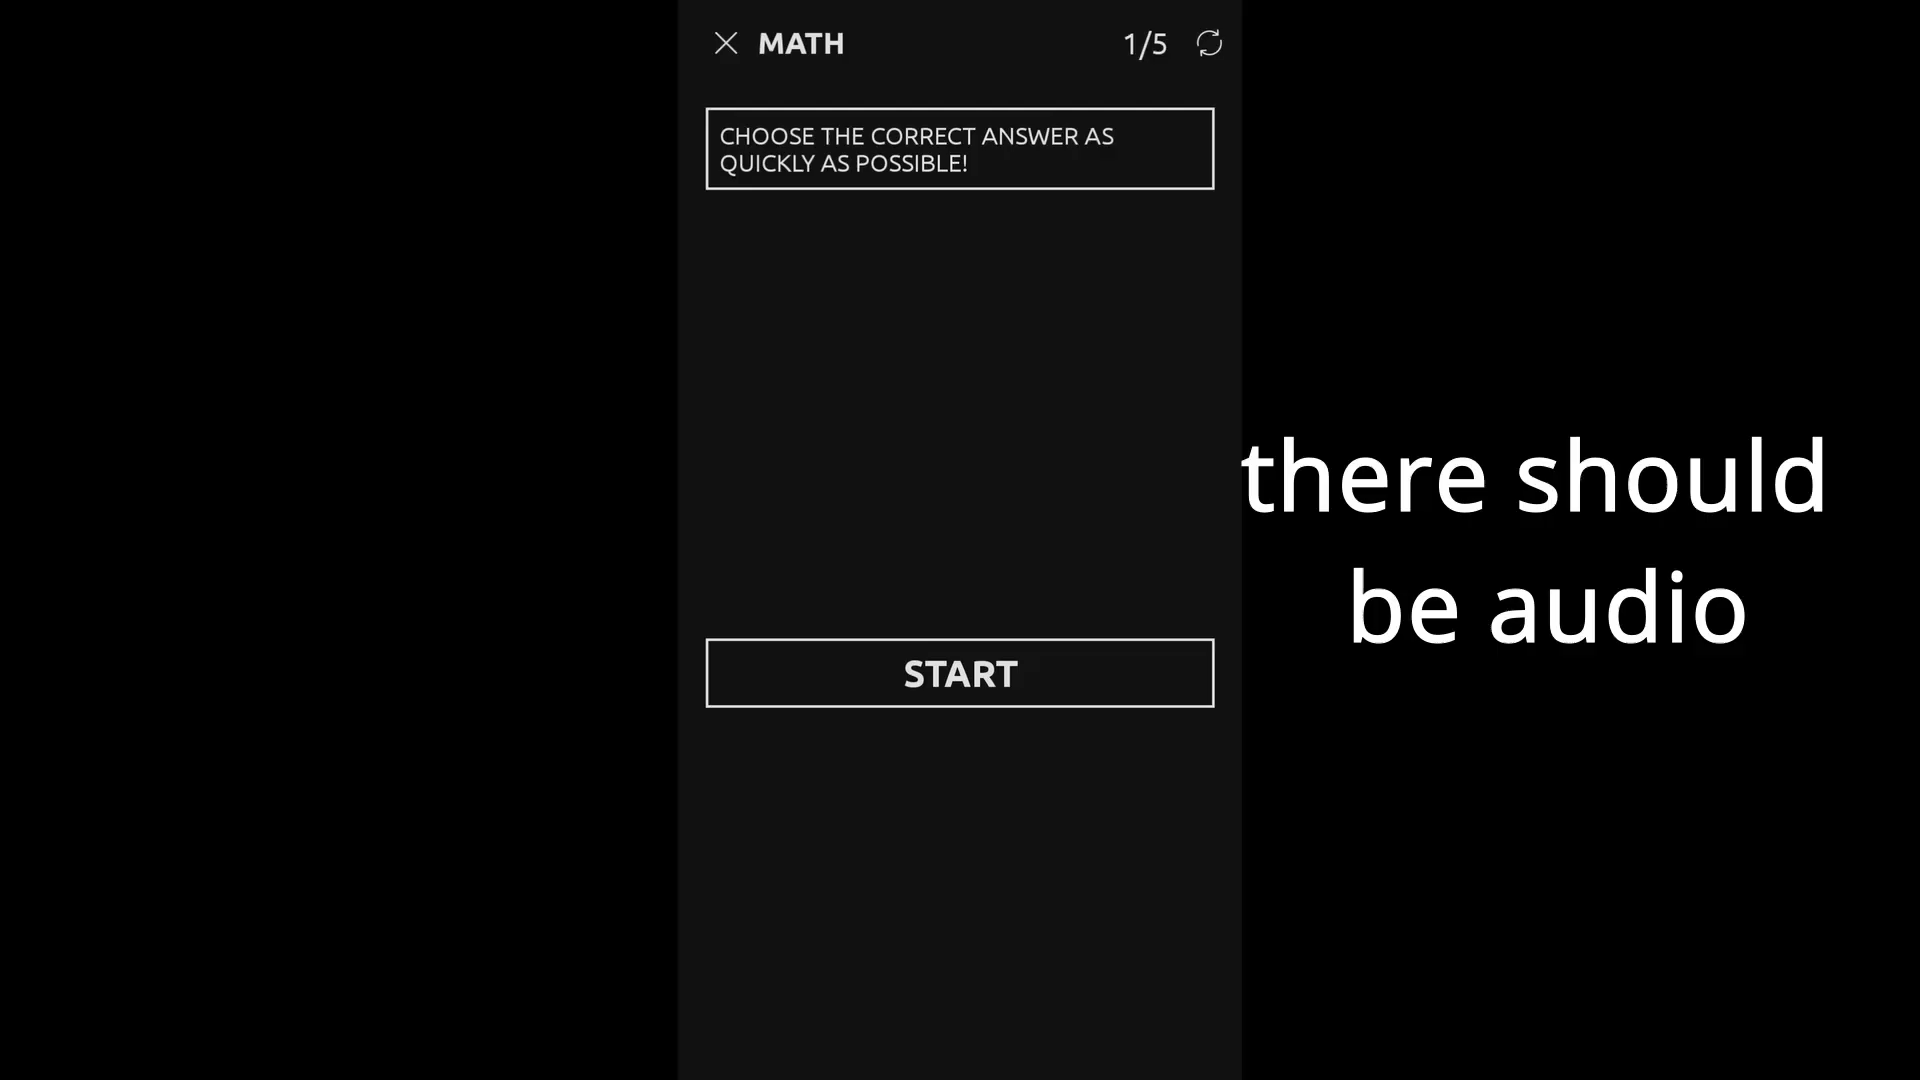 MATH
1/5
CHOOSE THE CORRECT ANSWER AS
QUICKLY AS POSSIBLE!
there should
be audio
START